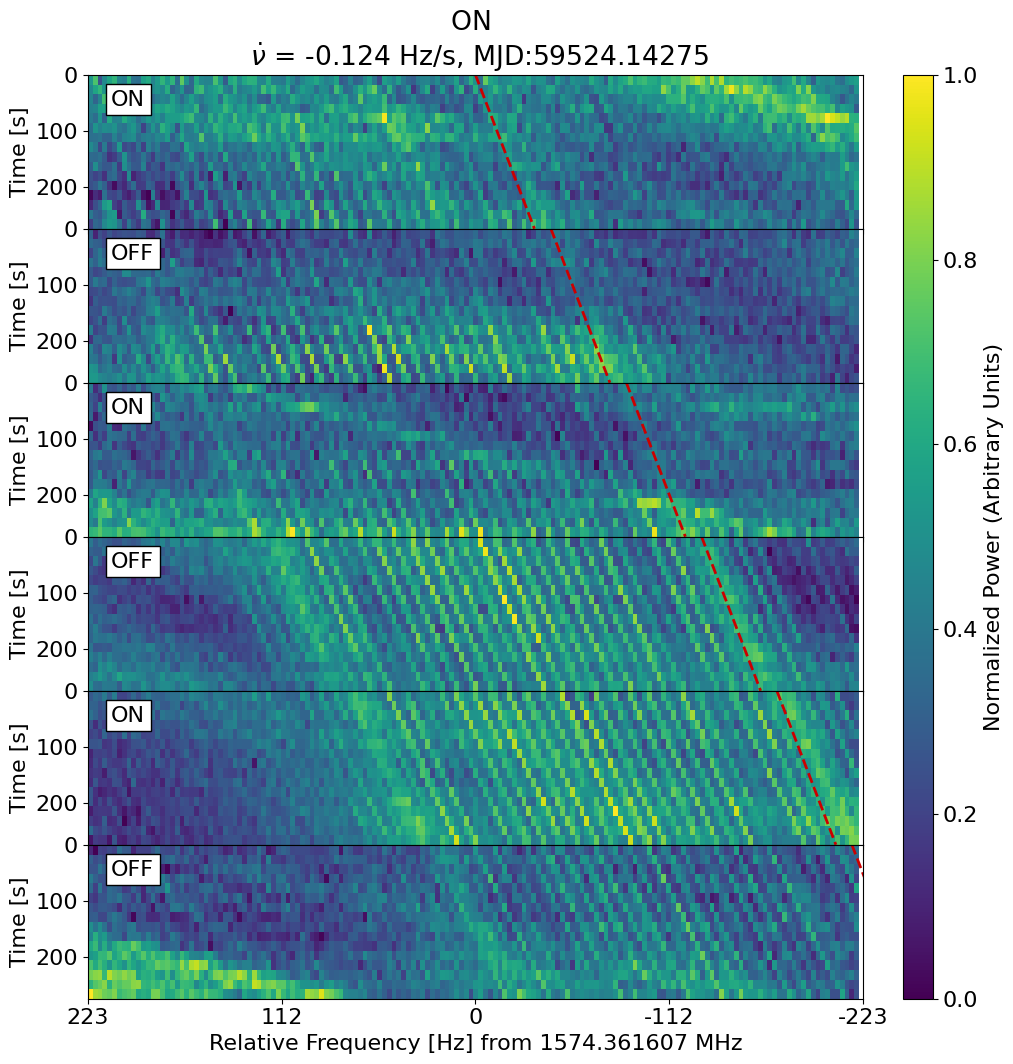 ON
ν̇ = -0.124 Hz/s, MJD:59524.14275
0
ON
100
200
Time [s]
0
OFF
100
200
Time [s]
0
ON
100
200
Time [s]
0
OFF
100
200
Time [s]
0
ON
100
200
Time [s]
0
OFF
100
200
Time [s]
223 112 0 -112 -223
Relative Frequency [Hz] from 1574.361607 MHz
1.0
0.8
0.6
0.4
0.2
0.0
Normalized Power (Arbitrary Units)